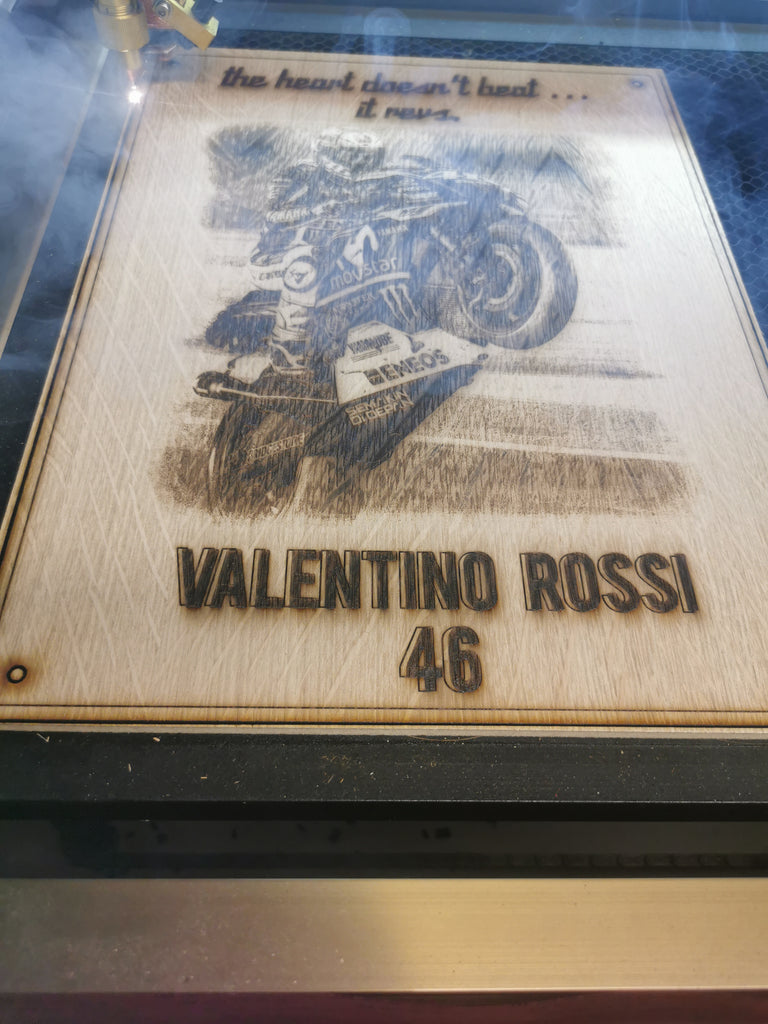 the heart doesn't beat ...
it revs.
movistar
ENEOS
VALENTINO ROSSI
46